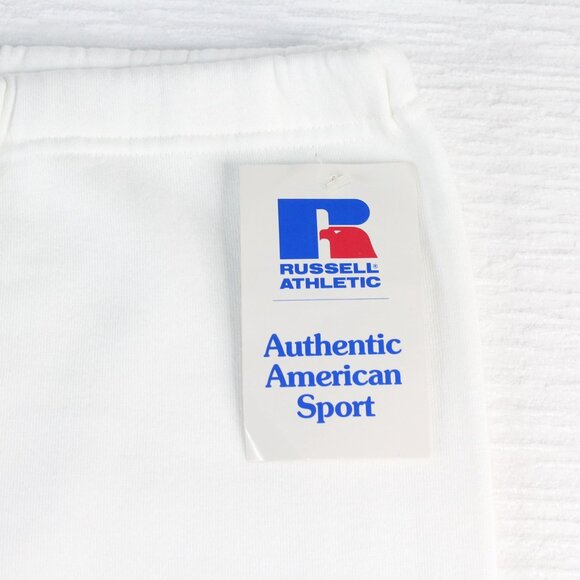 R
RUSSELL®
ATHLETIC
Authentic
American
Sport